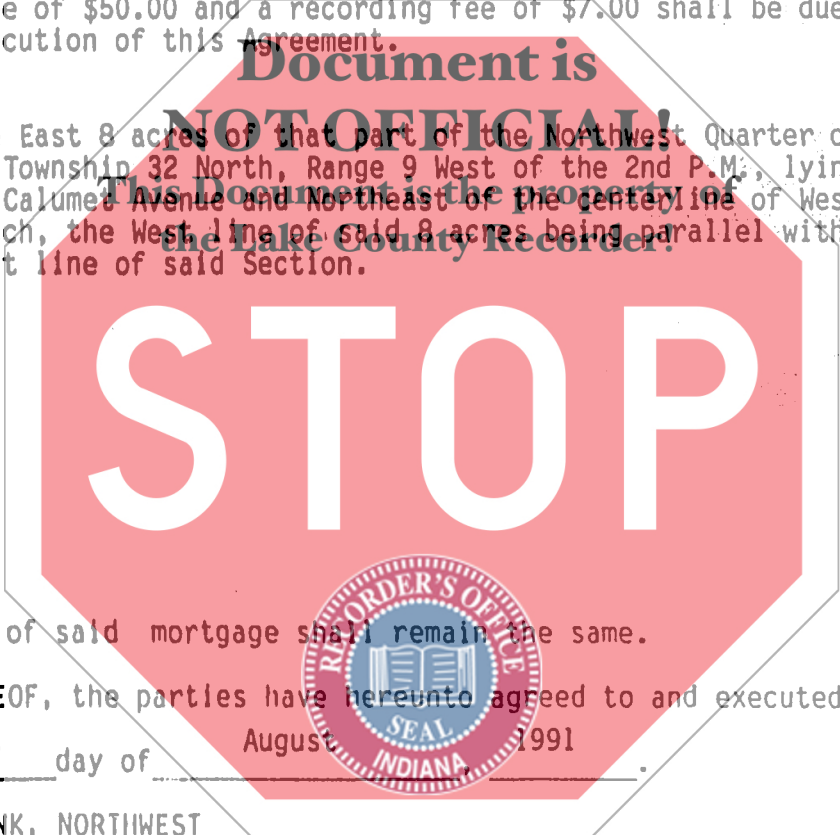 e of $50.00 and a recording fee of $7.00 shall be due
cution of this Agreement.
Document is
NOT OFFICIAL!
East 8 acres of that part of the Northwest Quarter o
Township 32 North, Range 9 West of the 2nd P.M., lyin
This Document is the property of
Calumet Avenue and Northeast of the centerline of Wes
ch, the West line of said 8 acres being parallel with
the Lake County Recorder!
t line of said Section.
STOP
RECORDER'S OFFICE
of said mortgage shall remain the same.
EOF, the parties have hereunto agreed to and executed
SEAL
August 1991
INDIANA
day of , .
NK, NORTHWEST